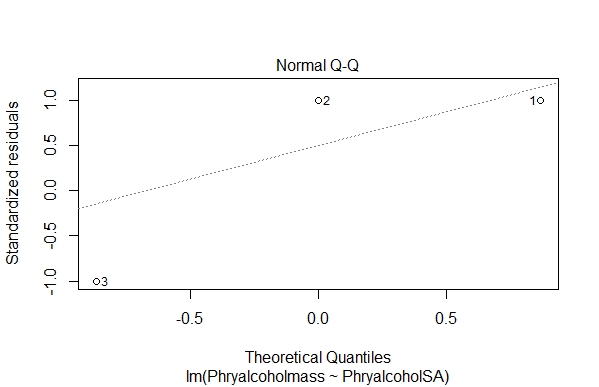 Normal Q-Q
Standardized residuals
1.0
0.5
0.0
-0.5
-1.0
2
1
3
-0.5
0.0
0.5
Theoretical Quantiles
lm(Phryalcoholmass ~ PhryalcoholSA)